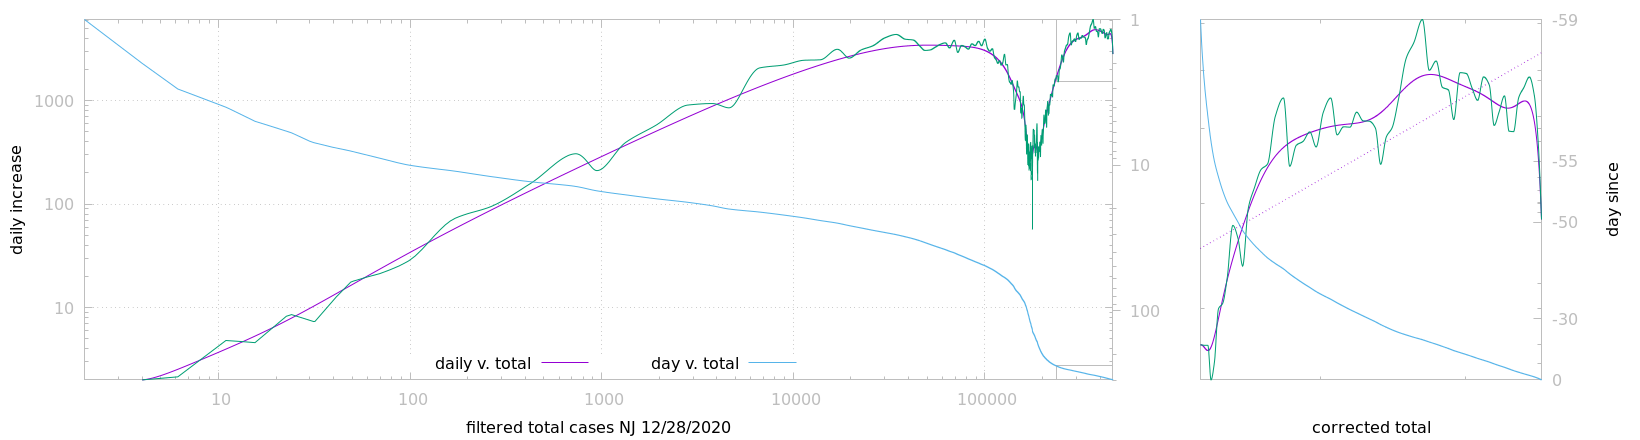 1 -59
1000
10 -55
daily increase
100
-50
day since
10
100 -30
daily v. total
day v. total
0
10 100 1000 10000 100000
filtered total cases NJ 12/28/2020 corrected total